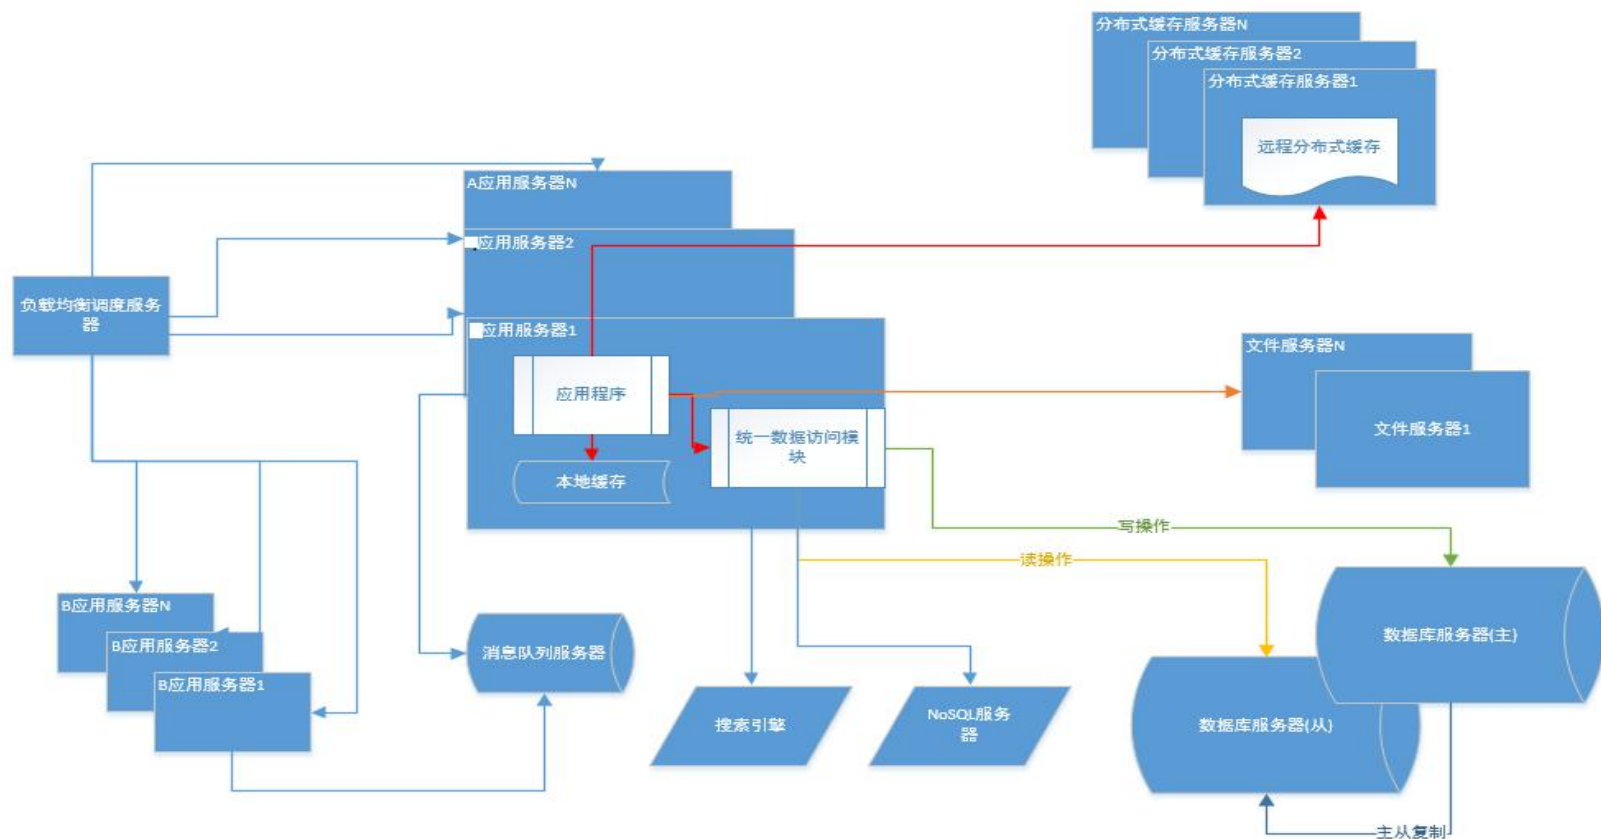 分布式缓存服务器N
分布式缓存服务器2
分布式缓存服务器1
远程分布式缓存
A应用服务器N
应用服务器2
应用服务器1
负载均衡调度服务
器
应用程序
统一数据访问模
块
本地缓存
文件服务器N
文件服务器1
写操作
读操作
B应用服务器N
B应用服务器2
B应用服务器1
消息队列服务器
搜索引擎
NoSQL服务
器
数据库服务器(主)
数据库服务器(从)
主从复制